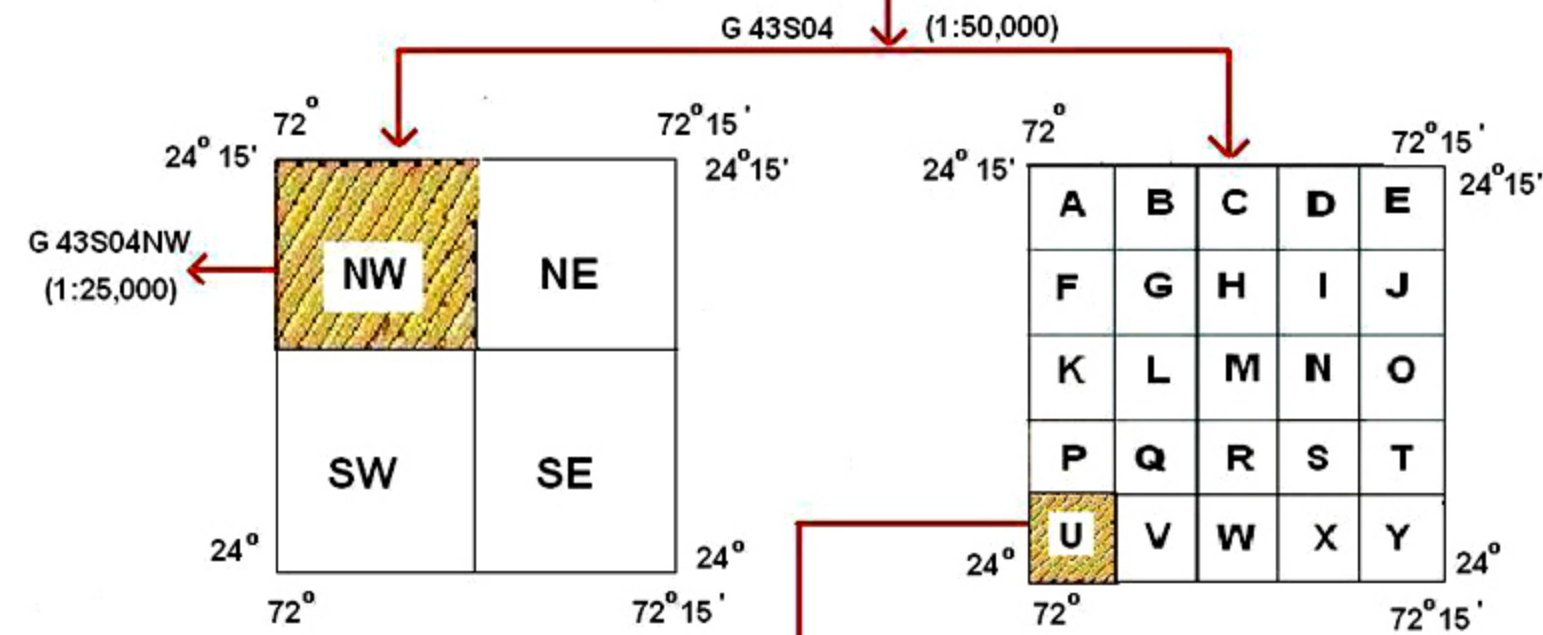 G 43S04 (1:50,000)
72° 72°15'
24° 15' 24°15'
G 43S04NW
(1:25,000)
NW NE
SW SE
24° 24°
72° 72°15'
72° 72°15'
24° 15' 24°15'
A B C D E
F G H I J
K L M N O
P Q R S T
U V W X Y
24° 24°
72° 72°15'